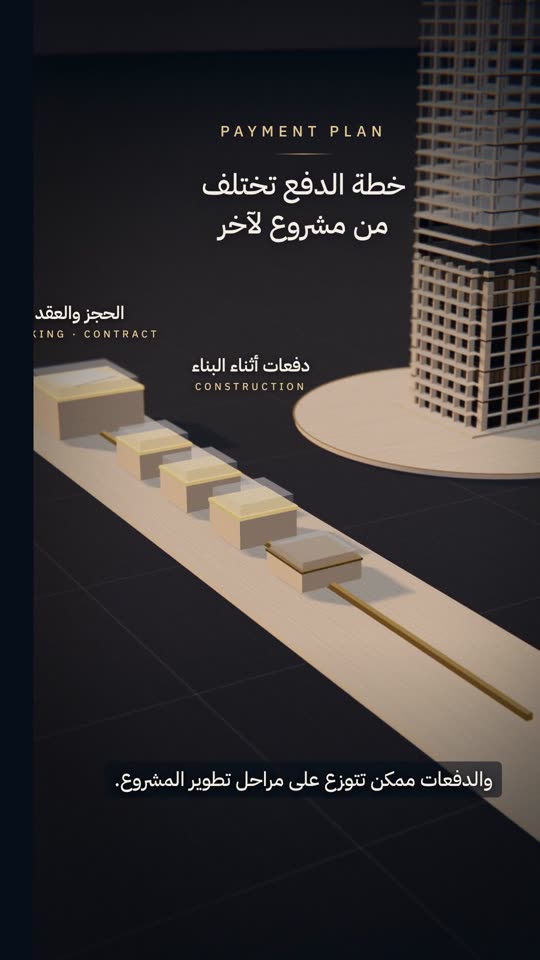 PAYMENT PLAN
خطة الدفع تختلف
من مشروع لآخر
الحجز والعقد
CONTRACT
دفعات أثناء البناء
CONSTRUCTION
والدفعات ممكن تتوزع على مراحل تطوير المشروع.